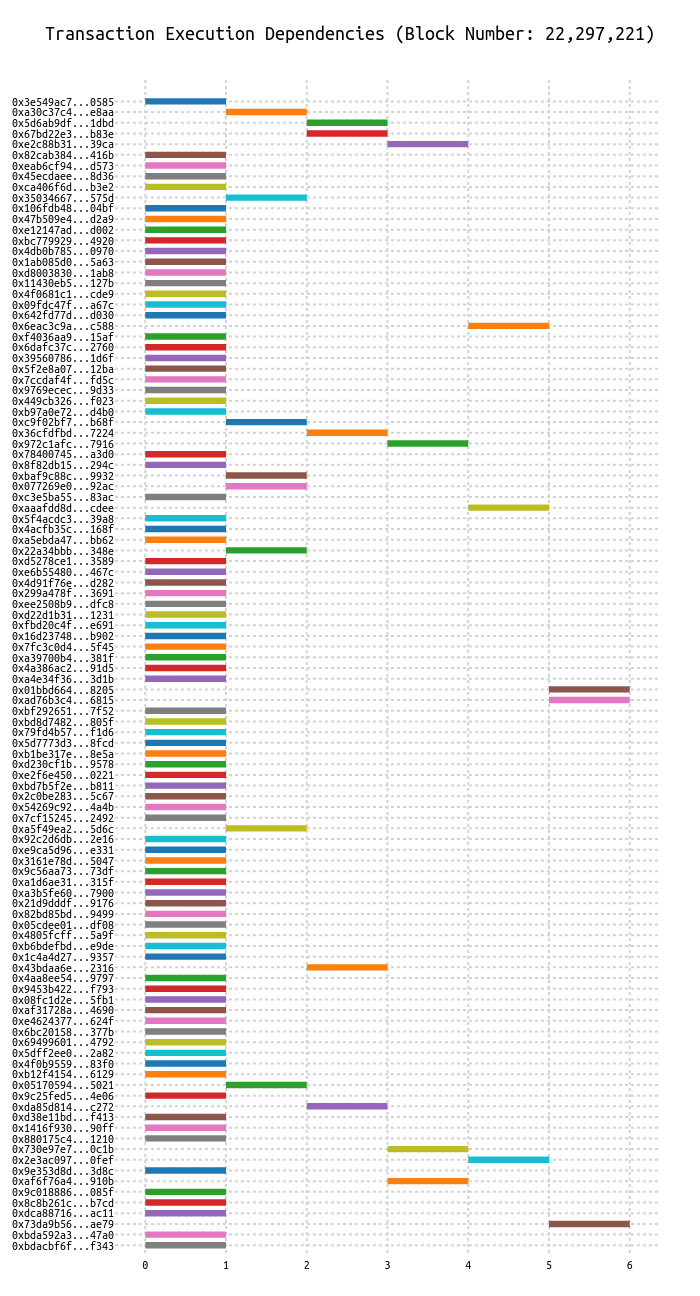 Transaction Execution Dependencies (Block Number: 22,297,221)
0x3e549ac7...0585
0xa30c37c4...e8aa
0x5d6ab9df...1dbd
0x67bd22e3...b83e
0xe2c88b31...39ca
0x82cab384...416b
0xeab6cf94...d573
0x45ecdaee...8d36
0xca406f6d...b3e2
0x35034667...575d
0x106fdb48...04bf
0x47b509e4...d2a9
0xe12147ad...d002
0xbc779929...4920
0x4db0b785...0970
0x1ab085d0...5a63
0xd8003830...1ab8
0x11430eb5...127b
0x4f0681c1...cde9
0x09fdc47f...a67c
0x642fd77d...d030
0x6eac3c9a...c588
0xf4036aa9...15af
0x6dafc37c...2760
0x39560786...1d6f
0x5f2e8a07...12ba
0x7ccdaf4f...fd5c
0x9769ecec...9d33
0x449cb326...f023
0xb97a0e72...d4b0
0xc9f02bf7...b68f
0x36cfdfbd...7224
0x972c1afc...7916
0x78400745...a3d0
0x8f82db15...294c
0xbaf9c88c...9932
0x077269e0...92ac
0xc3e5ba55...83ac
0xaaafdd8d...cdee
0x5f4acdc3...39a8
0x4acfb35c...168f
0xa5ebda47...bb62
0x22a34bbb...348e
0xd5278ce1...3589
0xe6b55480...467c
0x4d91f76e...d282
0x299a478f...3691
0xee2508b9...dfc8
0xd22d1b31...1231
0xfbd20c4f...e691
0x16d23748...b902
0x7fc3c0d4...5f45
0xa39700b4...381f
0x4a386ac2...91d5
0xa4e34f36...3d1b
0x01bbd664...8205
0xad76b3c4...6815
0xbf292651...7f52
0xbd8d7482...805f
0x79fd4b57...f1d6
0x5d7773d3...8fcd
0xb1be317e...8e5a
0xd230cf1b...9578
0xe2f6e450...0221
0xbd7b5f2e...b811
0x2c0be283...5c67
0x54269c92...4a4b
0x7cf15245...2492
0xa5f49ea2...5d6c
0x92c2d6db...2e16
0xe9ca5d96...e331
0x3161e78d...5047
0x9c56aa73...73df
0xa1d6ae31...315f
0xa3b5fe60...7900
0x21d9dddf...9176
0x82bd85bd...9499
0x05cdee01...df08
0x4805fcff...5a9f
0xb6bdefbd...e9de
0x1c4a4d27...9357
0x43bdaa6e...2316
0x4aa8ee54...9797
0x9453b422...f793
0x08fc1d2e...5fb1
0xaf31728a...4690
0xe4624377...624f
0x6bc20158...377b
0x69499601...4792
0x5dff2ee0...2a82
0x4f0b9559...83f0
0xb12f4154...6129
0x05170594...5021
0x9c25fed5...4e06
0xda85d814...c272
0xd38e11bd...f413
0x1416f930...90ff
0x880175c4...1210
0x730e97e7...0c1b
0x2e3ac097...0fef
0x9e353d8d...3d8c
0xaf6f76a4...910b
0x9c018886...085f
0x8c8b261c...b7cd
0xdca88716...ac11
0x73da9b56...ae79
0xbda592a3...47a0
0xbdacbf6f...f343
0 1 2 3 4 5 6